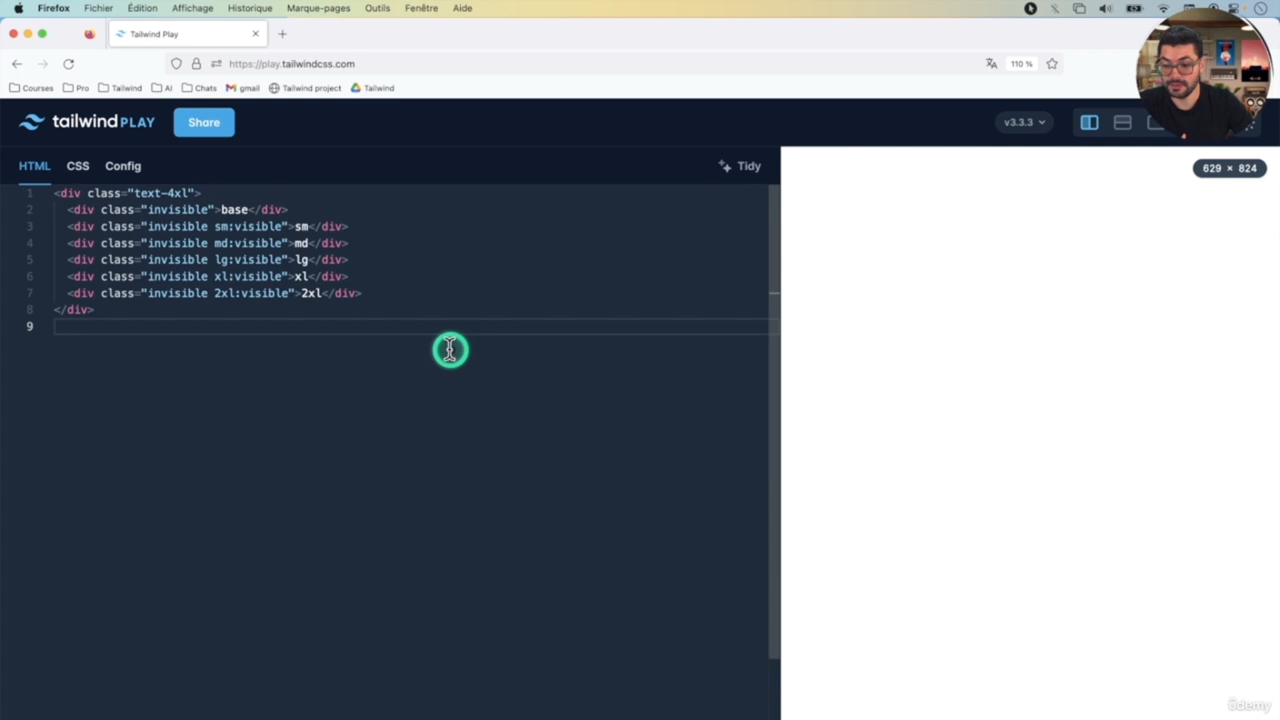 Firefox Fichier Édition Affichage Historique Marque-pages Outils Fenêtre Aide
Tailwind Play
https://play.tailwindcss.com
110 %
Courses Pro Tailwind AI Chats gmail Tailwind project Tailwind
tailwind PLAY Share v3.3.3
HTML CSS Config Tidy
629 × 824
1 <div class="text-4xl">
2 <div class="invisible">base</div>
3 <div class="invisible sm:visible">sm</div>
4 <div class="invisible md:visible">md</div>
5 <div class="invisible lg:visible">lg</div>
6 <div class="invisible xl:visible">xl</div>
7 <div class="invisible 2xl:visible">2xl</div>
8 </div>
9
ûdemy